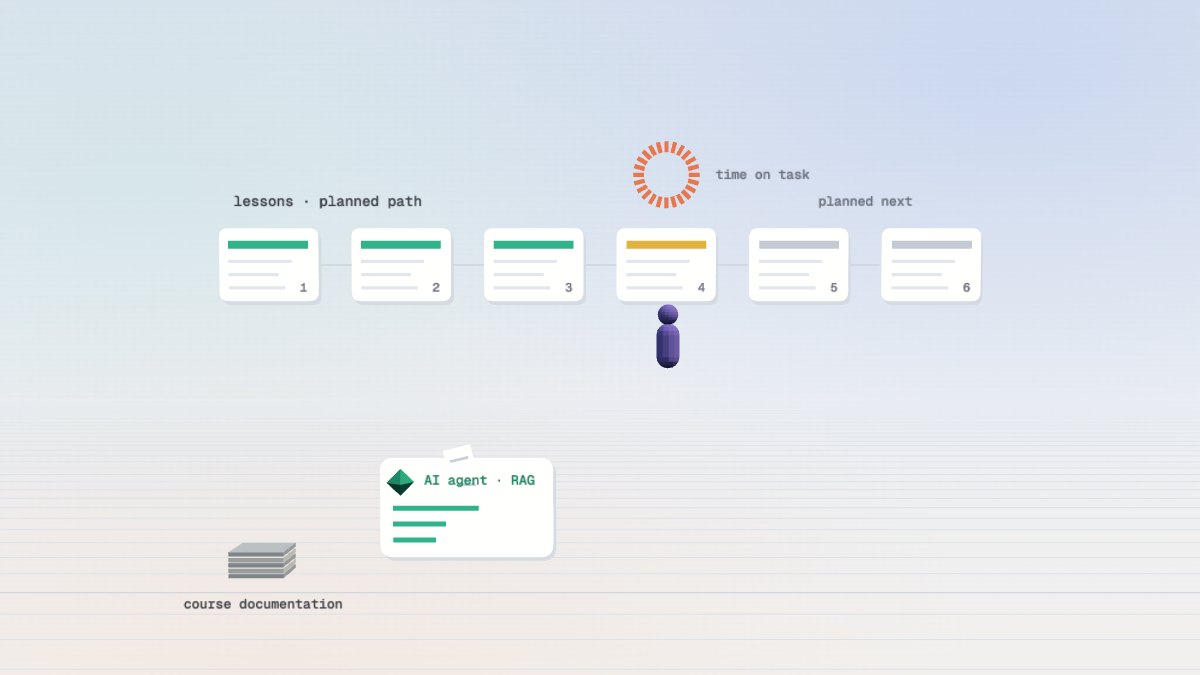 time on task
lessons · planned path
planned next
1
2
3
4
5
6
AI agent · RAG
course documentation